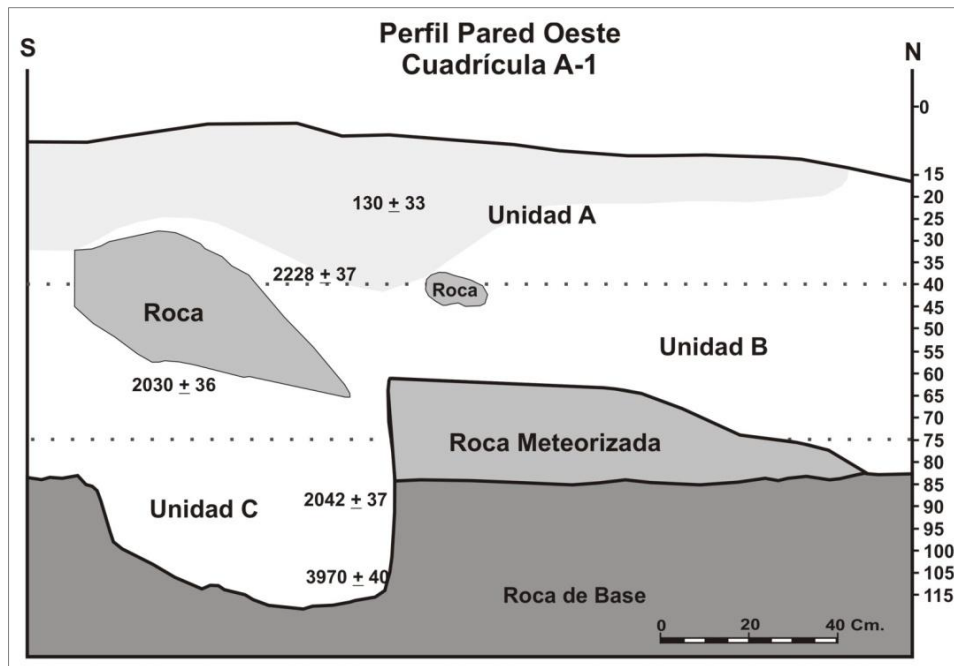 Perfil Pared Oeste
Cuadrícula A-1
S
N
0
15
20
25
30
35
40
45
50
55
60
65
70
75
80
85
90
95
100
105
115
130 ± 33
Unidad A
2228 ± 37
Roca
Roca
Unidad B
2030 ± 36
Roca Meteorizada
Unidad C
2042 ± 37
3970 ± 40
Roca de Base
0 20 40 Cm.